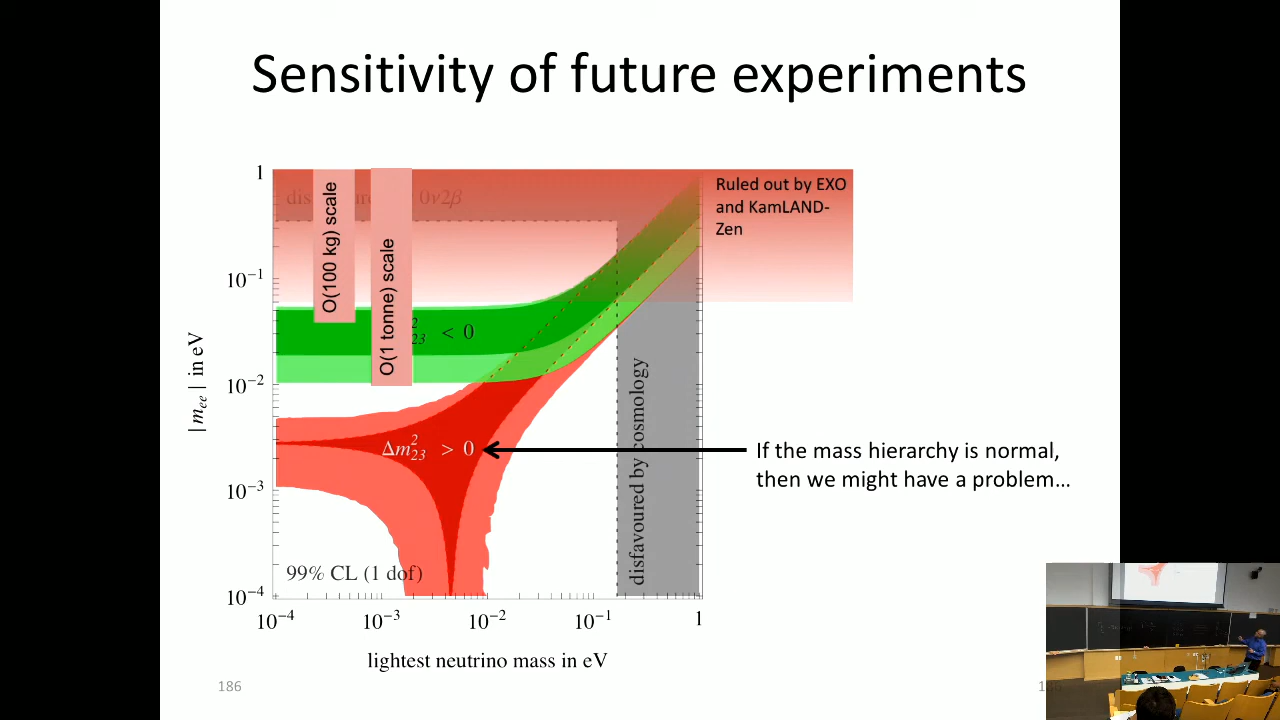 Sensitivity of future experiments
1
10⁻¹
10⁻²
10⁻³
10⁻⁴
| mₑₑ | in eV
0ν2β
O(100 kg) scale
O(1 tonne) scale
Ruled out by EXO
and KamLAND-
Zen
²₂₃ < 0
Δm²₂₃ > 0
disfavoured by cosmology
If the mass hierarchy is normal,
then we might have a problem…
99% CL (1 dof)
10⁻⁴
10⁻³
10⁻²
10⁻¹
1
lightest neutrino mass in eV
186